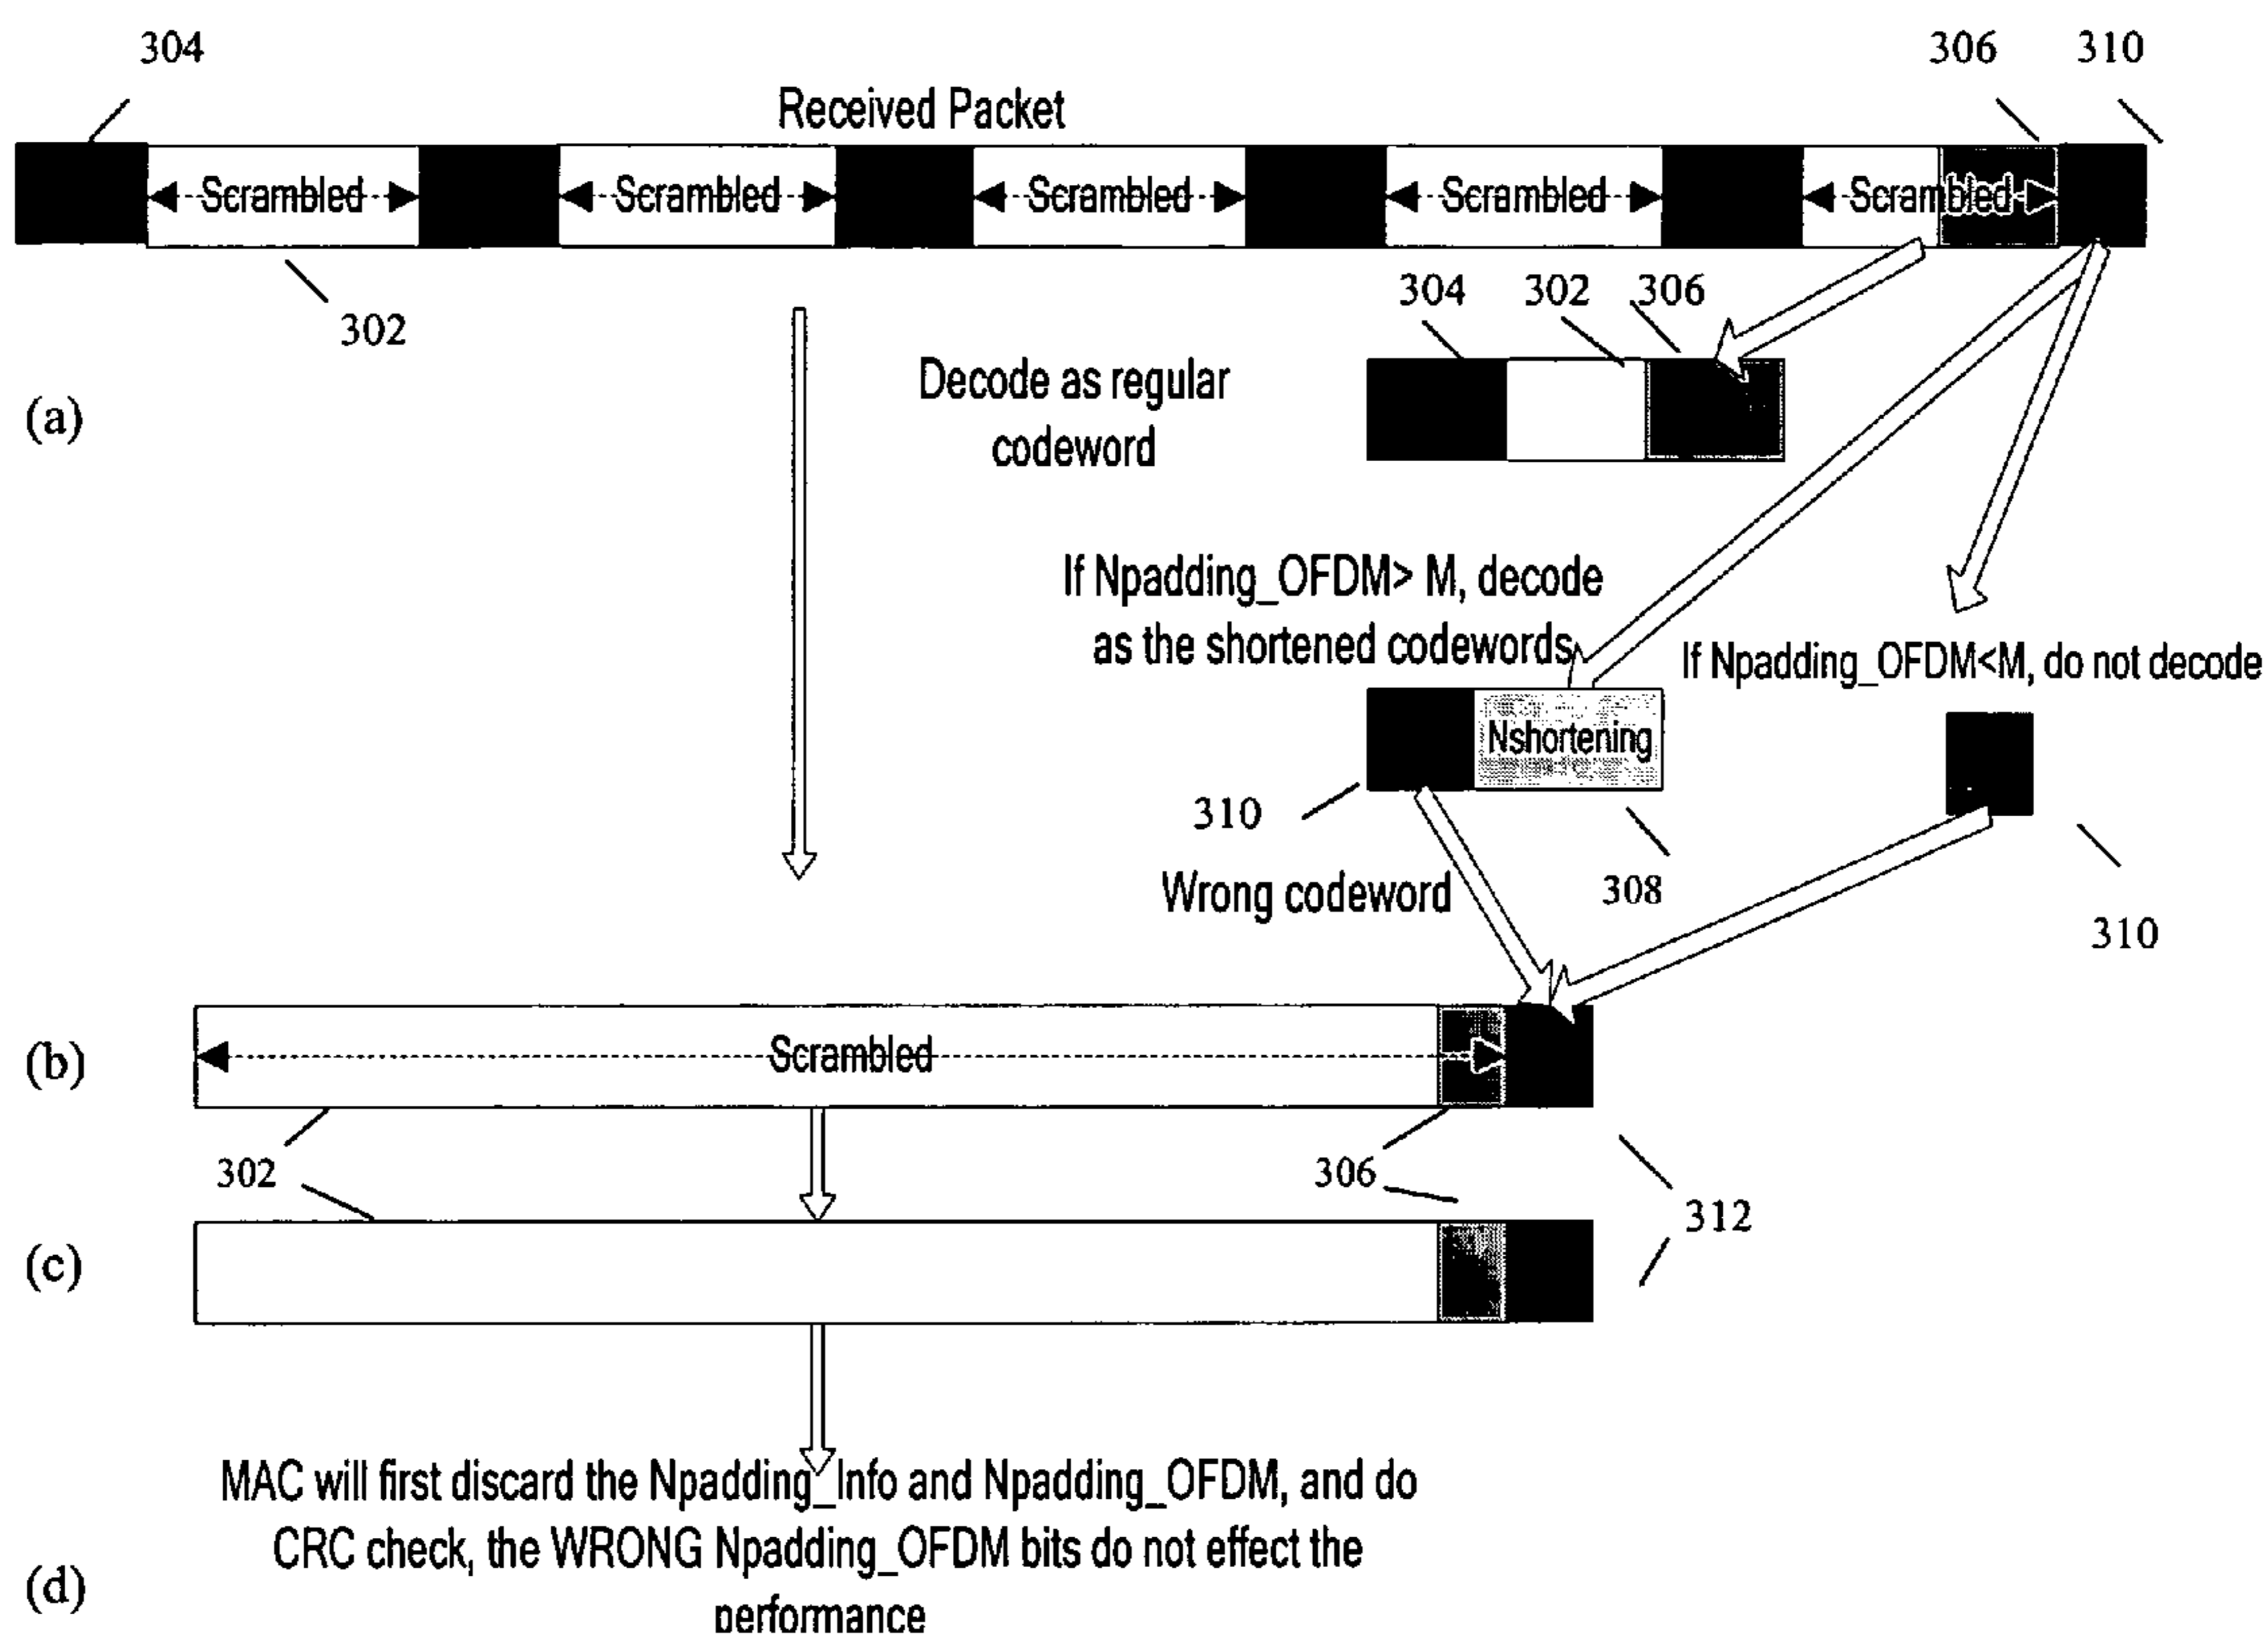 304
306
310
Received Packet
Scrambled
Scrambled
Scrambled
Scrambled
Scrambled
302
304
302
306
(a)
Decode as regular
codeword
If Npadding_OFDM> M, decode
as the shortened codewords
If Npadding_OFDM<M, do not decode
Nshortening
310
308
Wrong codeword
310
(b)
Scrambled
302
306
312
(c)
MAC will first discard the Npadding_Info and Npadding_OFDM, and do
CRC check, the WRONG Npadding_OFDM bits do not effect the
performance
(d)